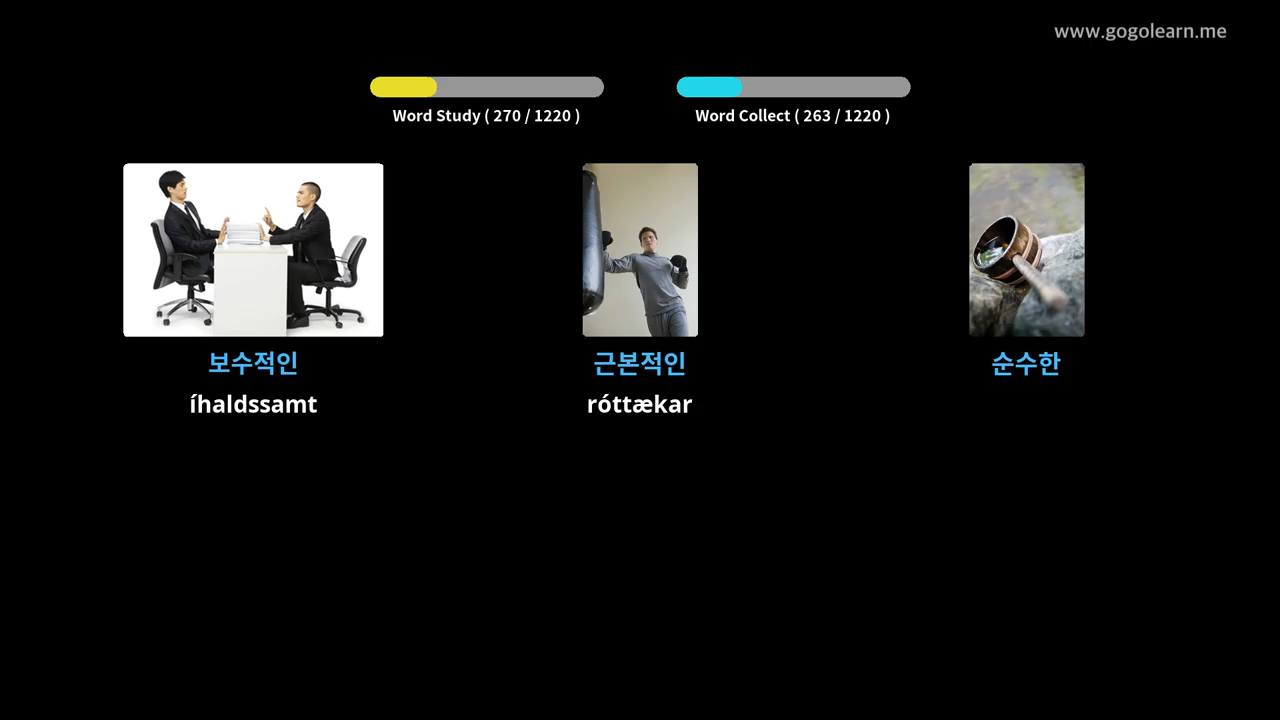 www.gogolearn.me
Word Study ( 270 / 1220 )
Word Collect ( 263 / 1220 )
보수적인
근본적인
순수한
íhaldssamt
róttækar